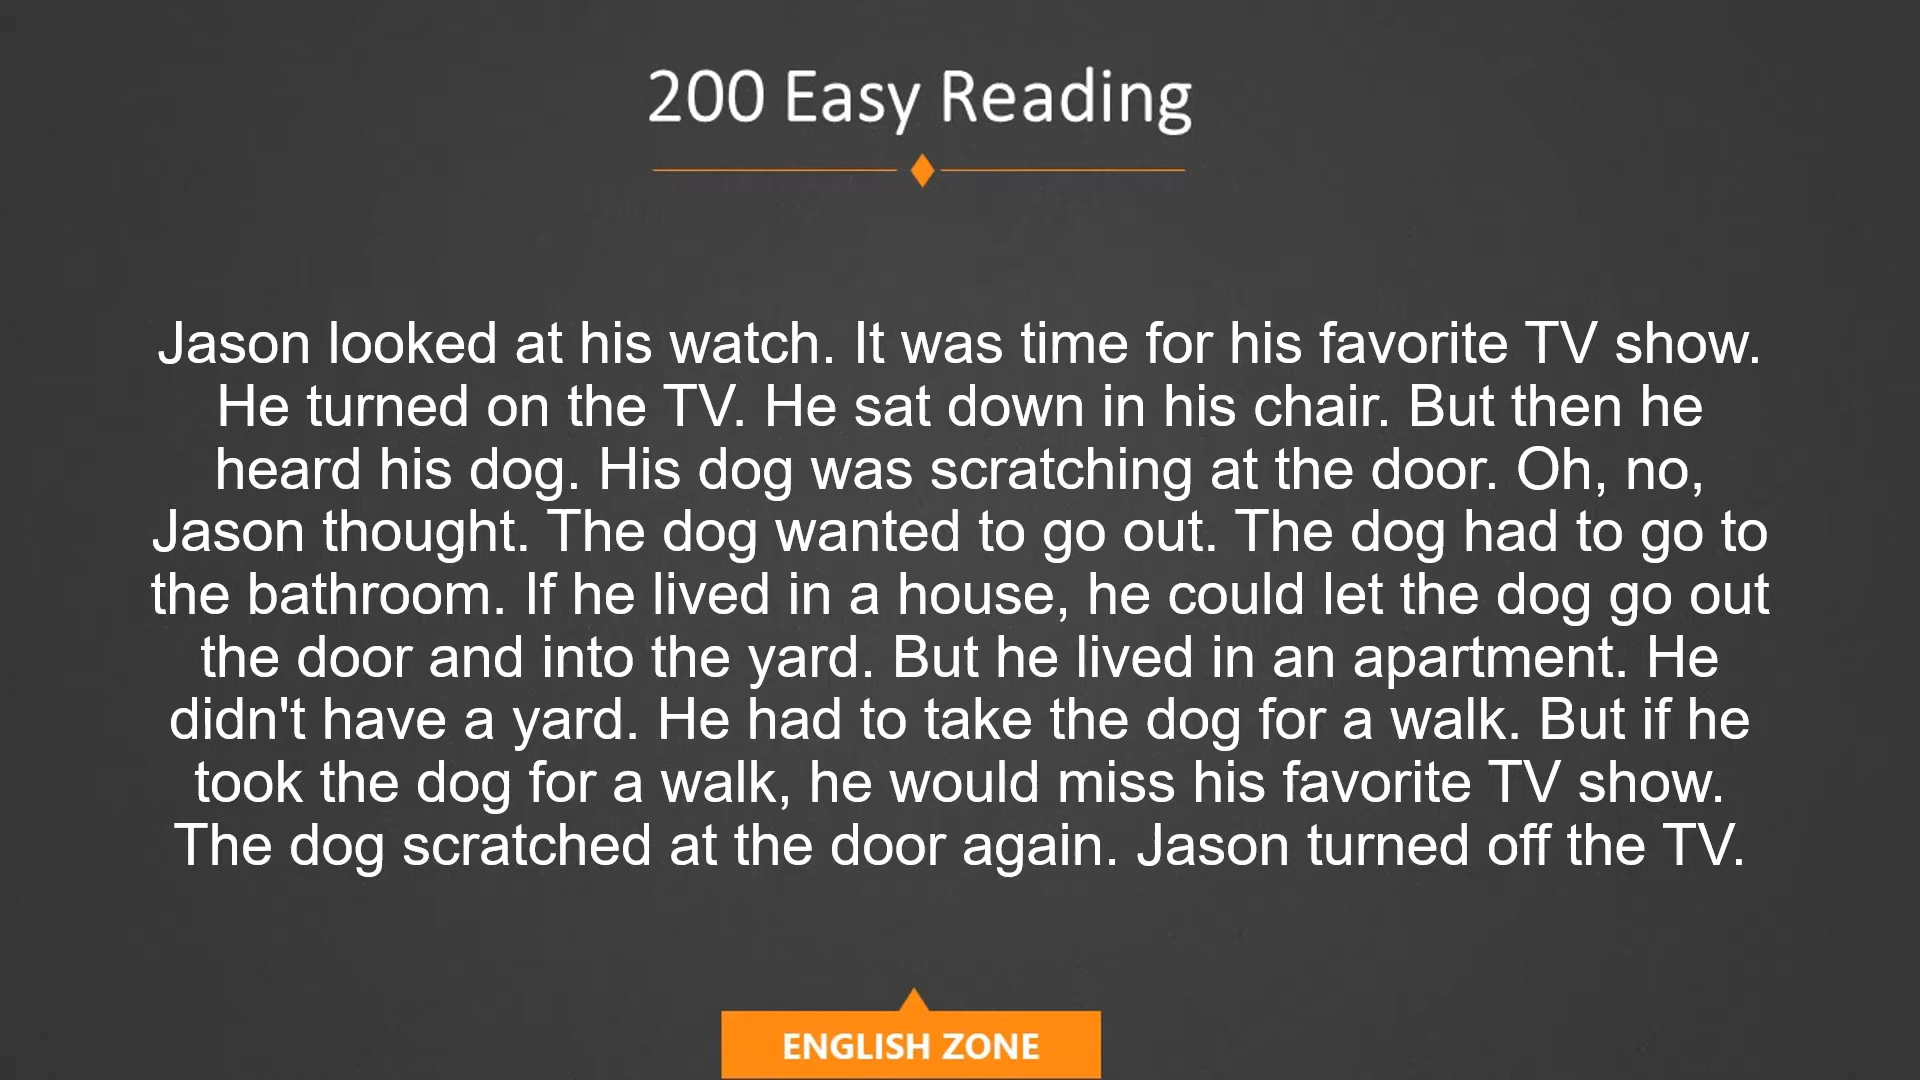 200 Easy Reading
Jason looked at his watch. It was time for his favorite TV show.
He turned on the TV. He sat down in his chair. But then he
heard his dog. His dog was scratching at the door. Oh, no,
Jason thought. The dog wanted to go out. The dog had to go to
the bathroom. If he lived in a house, he could let the dog go out
the door and into the yard. But he lived in an apartment. He
didn't have a yard. He had to take the dog for a walk. But if he
took the dog for a walk, he would miss his favorite TV show.
The dog scratched at the door again. Jason turned off the TV.
ENGLISH ZONE